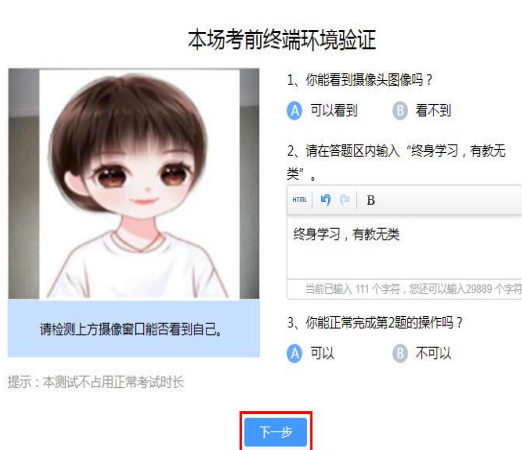 本场考前终端环境验证
1、你能看到摄像头图像吗？
A 可以看到 B 看不到
2、请在答题区内输入“终身学习，有教无
类”。
HTML B
终身学习，有教无类
当前已输入 111 个字符，您还可以输入29889 个字符
请检测上方摄像窗口能否看到自己。
3、你能正常完成第2题的操作吗？
A 可以 B 不可以
提示：本测试不占用正常考试时长
下一步